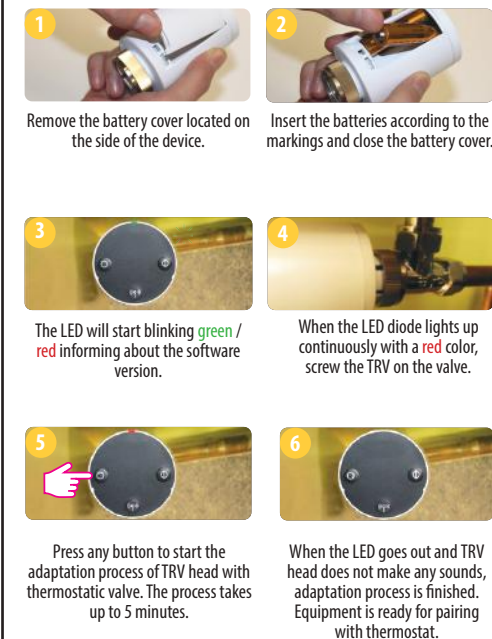 1
2
Remove the battery cover located on
the side of the device.
Insert the batteries according to the
markings and close the battery cover.
3
4
The LED will start blinking green /
red informing about the software
version.
When the LED diode lights up
continuously with a red color,
screw the TRV on the valve.
5
6
Press any button to start the
adaptation process of TRV head with
thermostatic valve. The process takes
up to 5 minutes.
When the LED goes out and TRV
head does not make any sounds,
adaptation process is finished.
Equipment is ready for pairing
with thermostat.